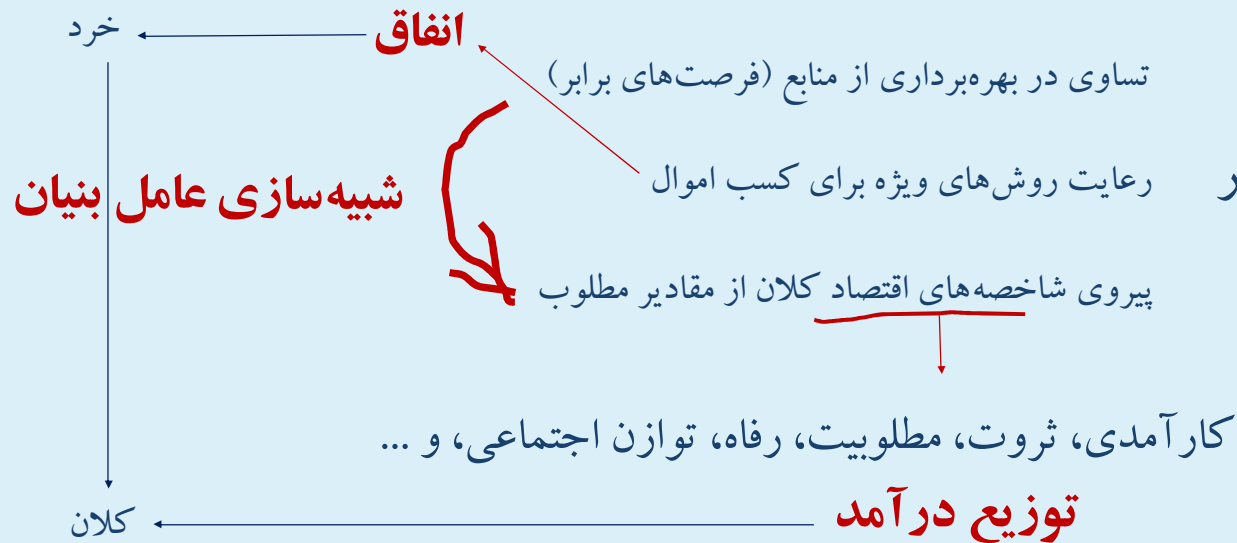 خرد
انفاق
تساوی در بهره‌برداری از منابع (فرصت‌های برابر)
رعایت روش‌های ویژه برای کسب اموال
ر
شبیه‌سازی عامل بنیان
پیروی شاخصه‌های اقتصاد کلان از مقادیر مطلوب
کارآمدی، ثروت، مطلوبیت، رفاه، توازن اجتماعی، و ...
توزیع درآمد
کلان